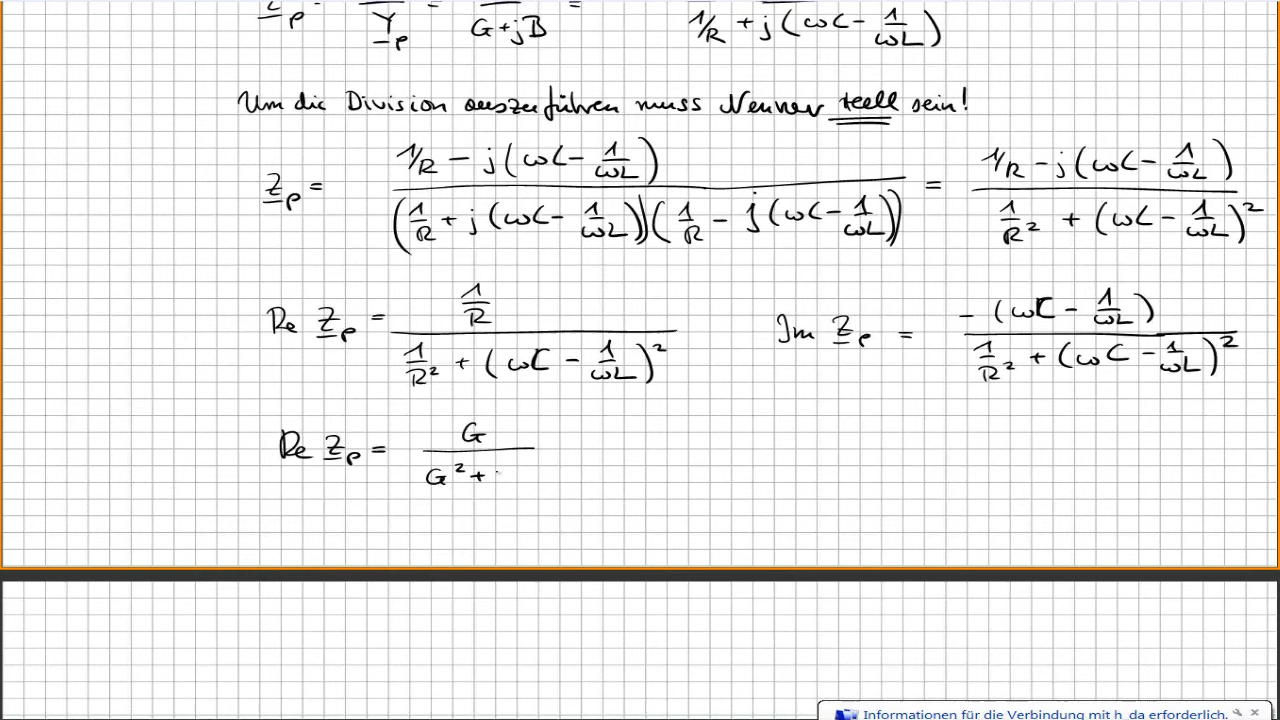 Z_p = 1/Y_p = 1/(G+jB) = 1/(1/R + j(ωC - 1/ωL))
Um die Division auszuführen muss Nenner reell sein!
Z_p = (1/R - j(ωC - 1/ωL)) / ((1/R + j(ωC - 1/ωL))(1/R - j(ωC - 1/ωL))) = (1/R - j(ωC - 1/ωL)) / (1/R² + (ωC - 1/ωL)²)
Re Z_p = (1/R) / (1/R² + (ωC - 1/ωL)²) Im Z_p = -(ωC - 1/ωL) / (1/R² + (ωC - 1/ωL)²)
Re Z_p = G / (G² +
Informationen für die Verbindung mit h_da erforderlich.